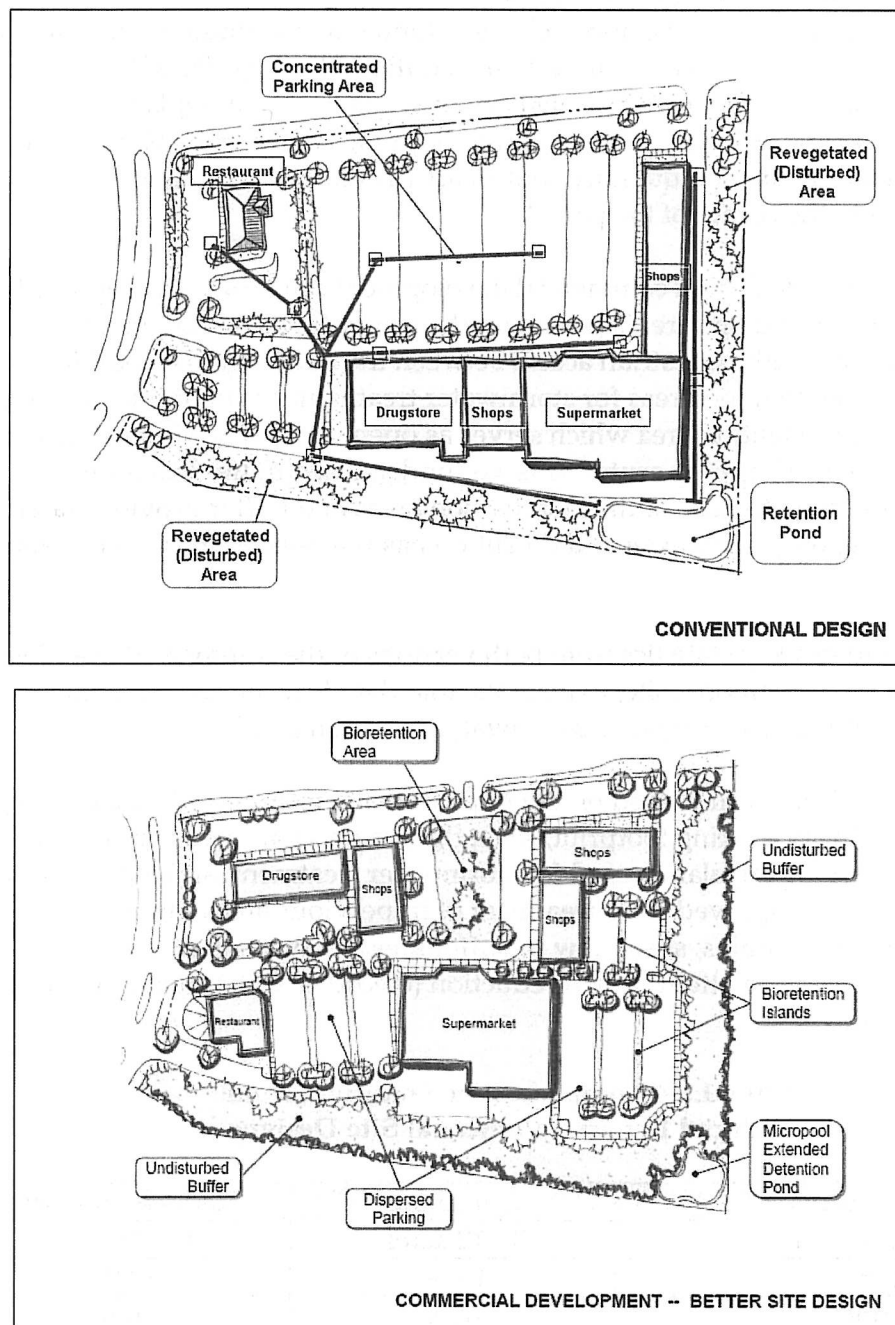 Concentrated
Parking Area
Restaurant
Revegetated
(Disturbed)
Area
Shops
Drugstore
Shops
Supermarket
Retention
Pond
Revegetated
(Disturbed)
Area
CONVENTIONAL DESIGN
Bioretention
Area
Drugstore
Shops
Shops
Shops
Undisturbed
Buffer
Bioretention
Islands
Restaurant
Supermarket
Undisturbed
Buffer
Dispersed
Parking
Micropool
Extended
Detention
Pond
COMMERCIAL DEVELOPMENT -- BETTER SITE DESIGN